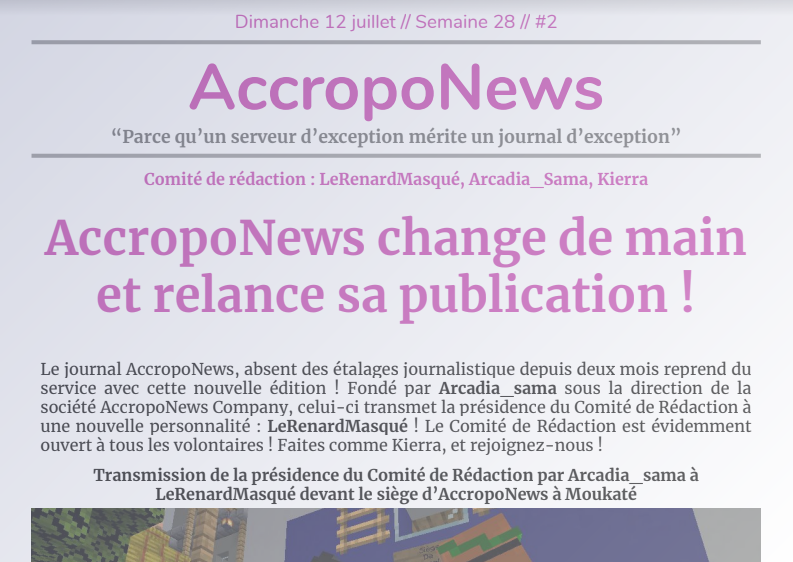 Dimanche 12 juillet // Semaine 28 // #2
AccropoNews
“Parce qu’un serveur d’exception mérite un journal d’exception”
Comité de rédaction : LeRenardMasqué, Arcadia_Sama, Kierra
AccropoNews change de main
et relance sa publication !
Le journal AccropoNews, absent des étalages journalistique depuis deux mois reprend du
service avec cette nouvelle édition ! Fondé par Arcadia_sama sous la direction de la
société AccropoNews Company, celui-ci transmet la présidence du Comité de Rédaction à
une nouvelle personnalité : LeRenardMasqué ! Le Comité de Rédaction est évidemment
ouvert à tous les volontaires ! Faites comme Kierra, et rejoignez-nous !
Transmission de la présidence du Comité de Rédaction par Arcadia_sama à
LeRenardMasqué devant le siège d’AccropoNews à Moukaté